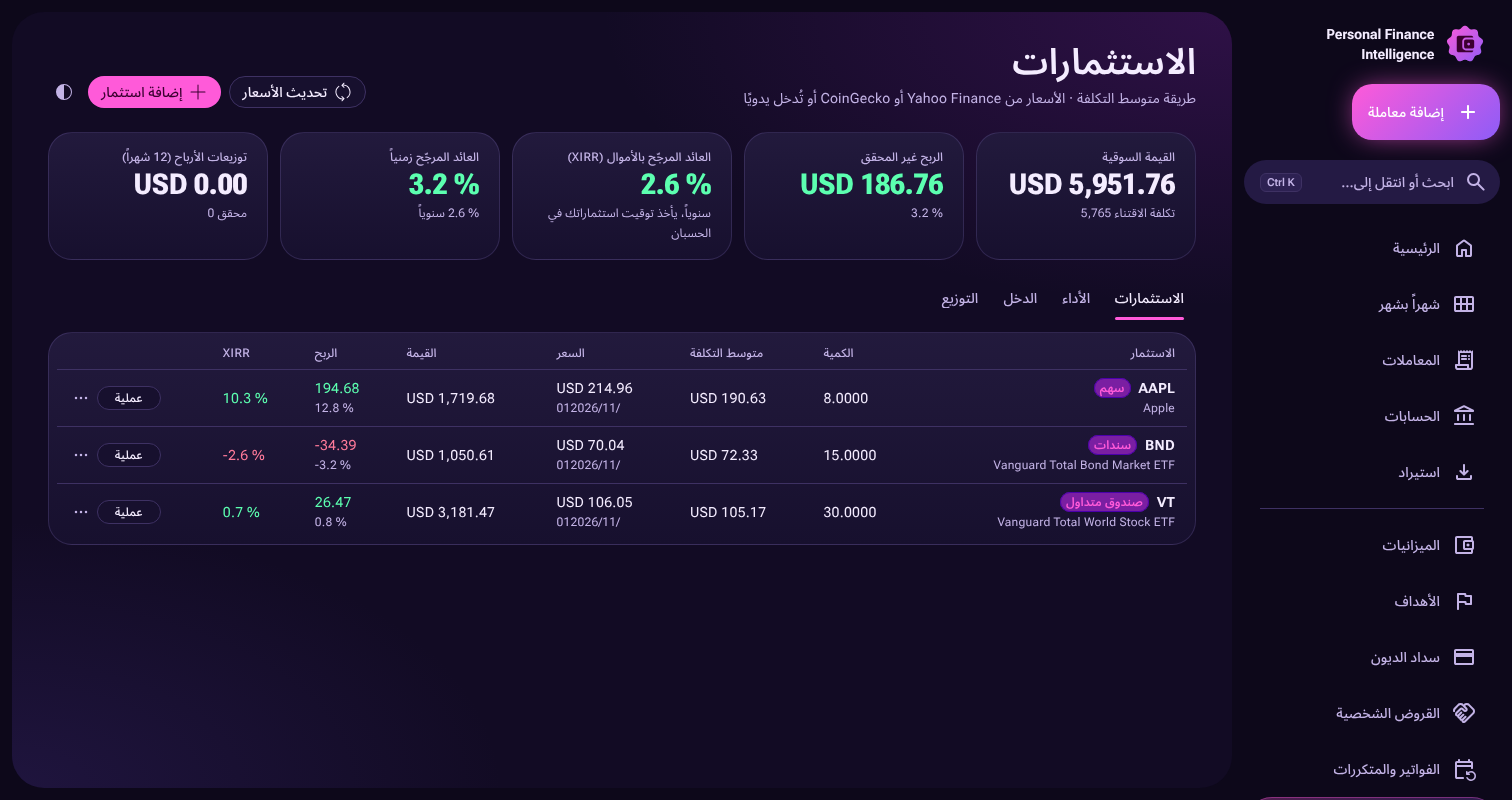 Personal Finance
Intelligence
إضافة معاملة
ابحث أو انتقل إلى...
Ctrl K
الرئيسية
شهراً بشهر
المعاملات
الحسابات
استيراد
الميزانيات
الأهداف
سداد الديون
القروض الشخصية
الفواتير والمتكررات
الاستثمارات
طريقة متوسط التكلفة · الأسعار من Yahoo Finance أو CoinGecko أو تُدخل يدويًا
تحديث الأسعار
إضافة استثمار
القيمة السوقية
USD 5,951.76
تكلفة الاقتناء 5,765
الربح غير المحقق
USD 186.76
3.2 %
العائد المرجّح بالأموال (XIRR)
2.6 %
سنوياً، يأخذ توقيت استثماراتك في
الحسبان
العائد المرجّح زمنياً
3.2 %
2.6 % سنوياً
توزيعات الأرباح (12 شهراً)
USD 0.00
محقق 0
الاستثمارات
الأداء
الدخل
التوزيع
الاستثمار الكمية متوسط التكلفة السعر القيمة الربح XIRR
AAPL سهم
Apple
8.0000
USD 190.63
USD 214.96
012026/11/
USD 1,719.68
194.68
12.8 %
10.3 %
عملية
BND سندات
Vanguard Total Bond Market ETF
15.0000
USD 72.33
USD 70.04
012026/11/
USD 1,050.61
-34.39
-3.2 %
-2.6 %
عملية
VT صندوق متداول
Vanguard Total World Stock ETF
30.0000
USD 105.17
USD 106.05
012026/11/
USD 3,181.47
26.47
0.8 %
0.7 %
عملية